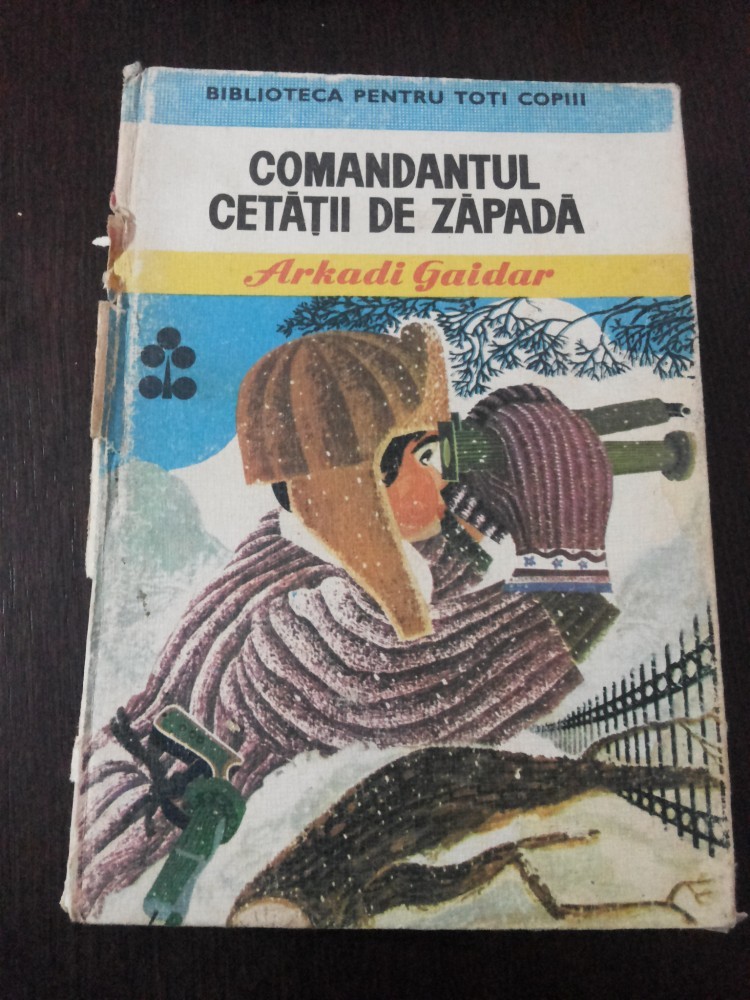 BIBLIOTECA PENTRU TOȚI COPIII
COMANDANTUL
CETĂȚII DE ZĂPADĂ
Arkadi Gaidar